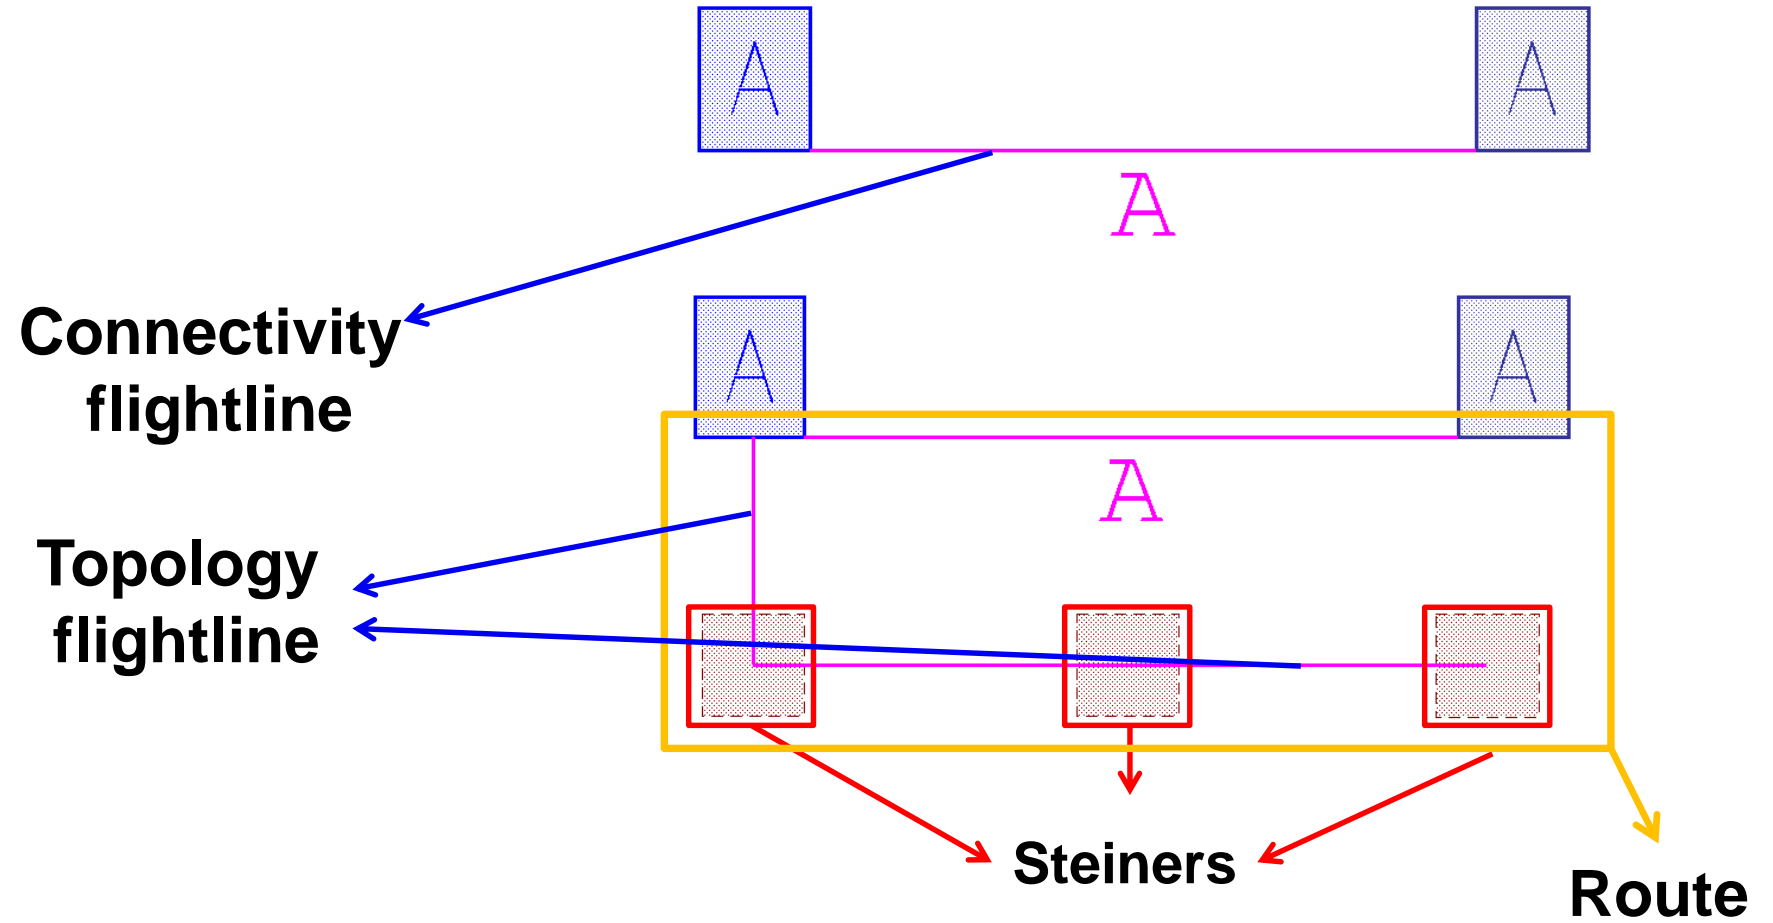 A A
A
Connectivity
flightline
A A
A
Topology
flightline
Steiners
Route